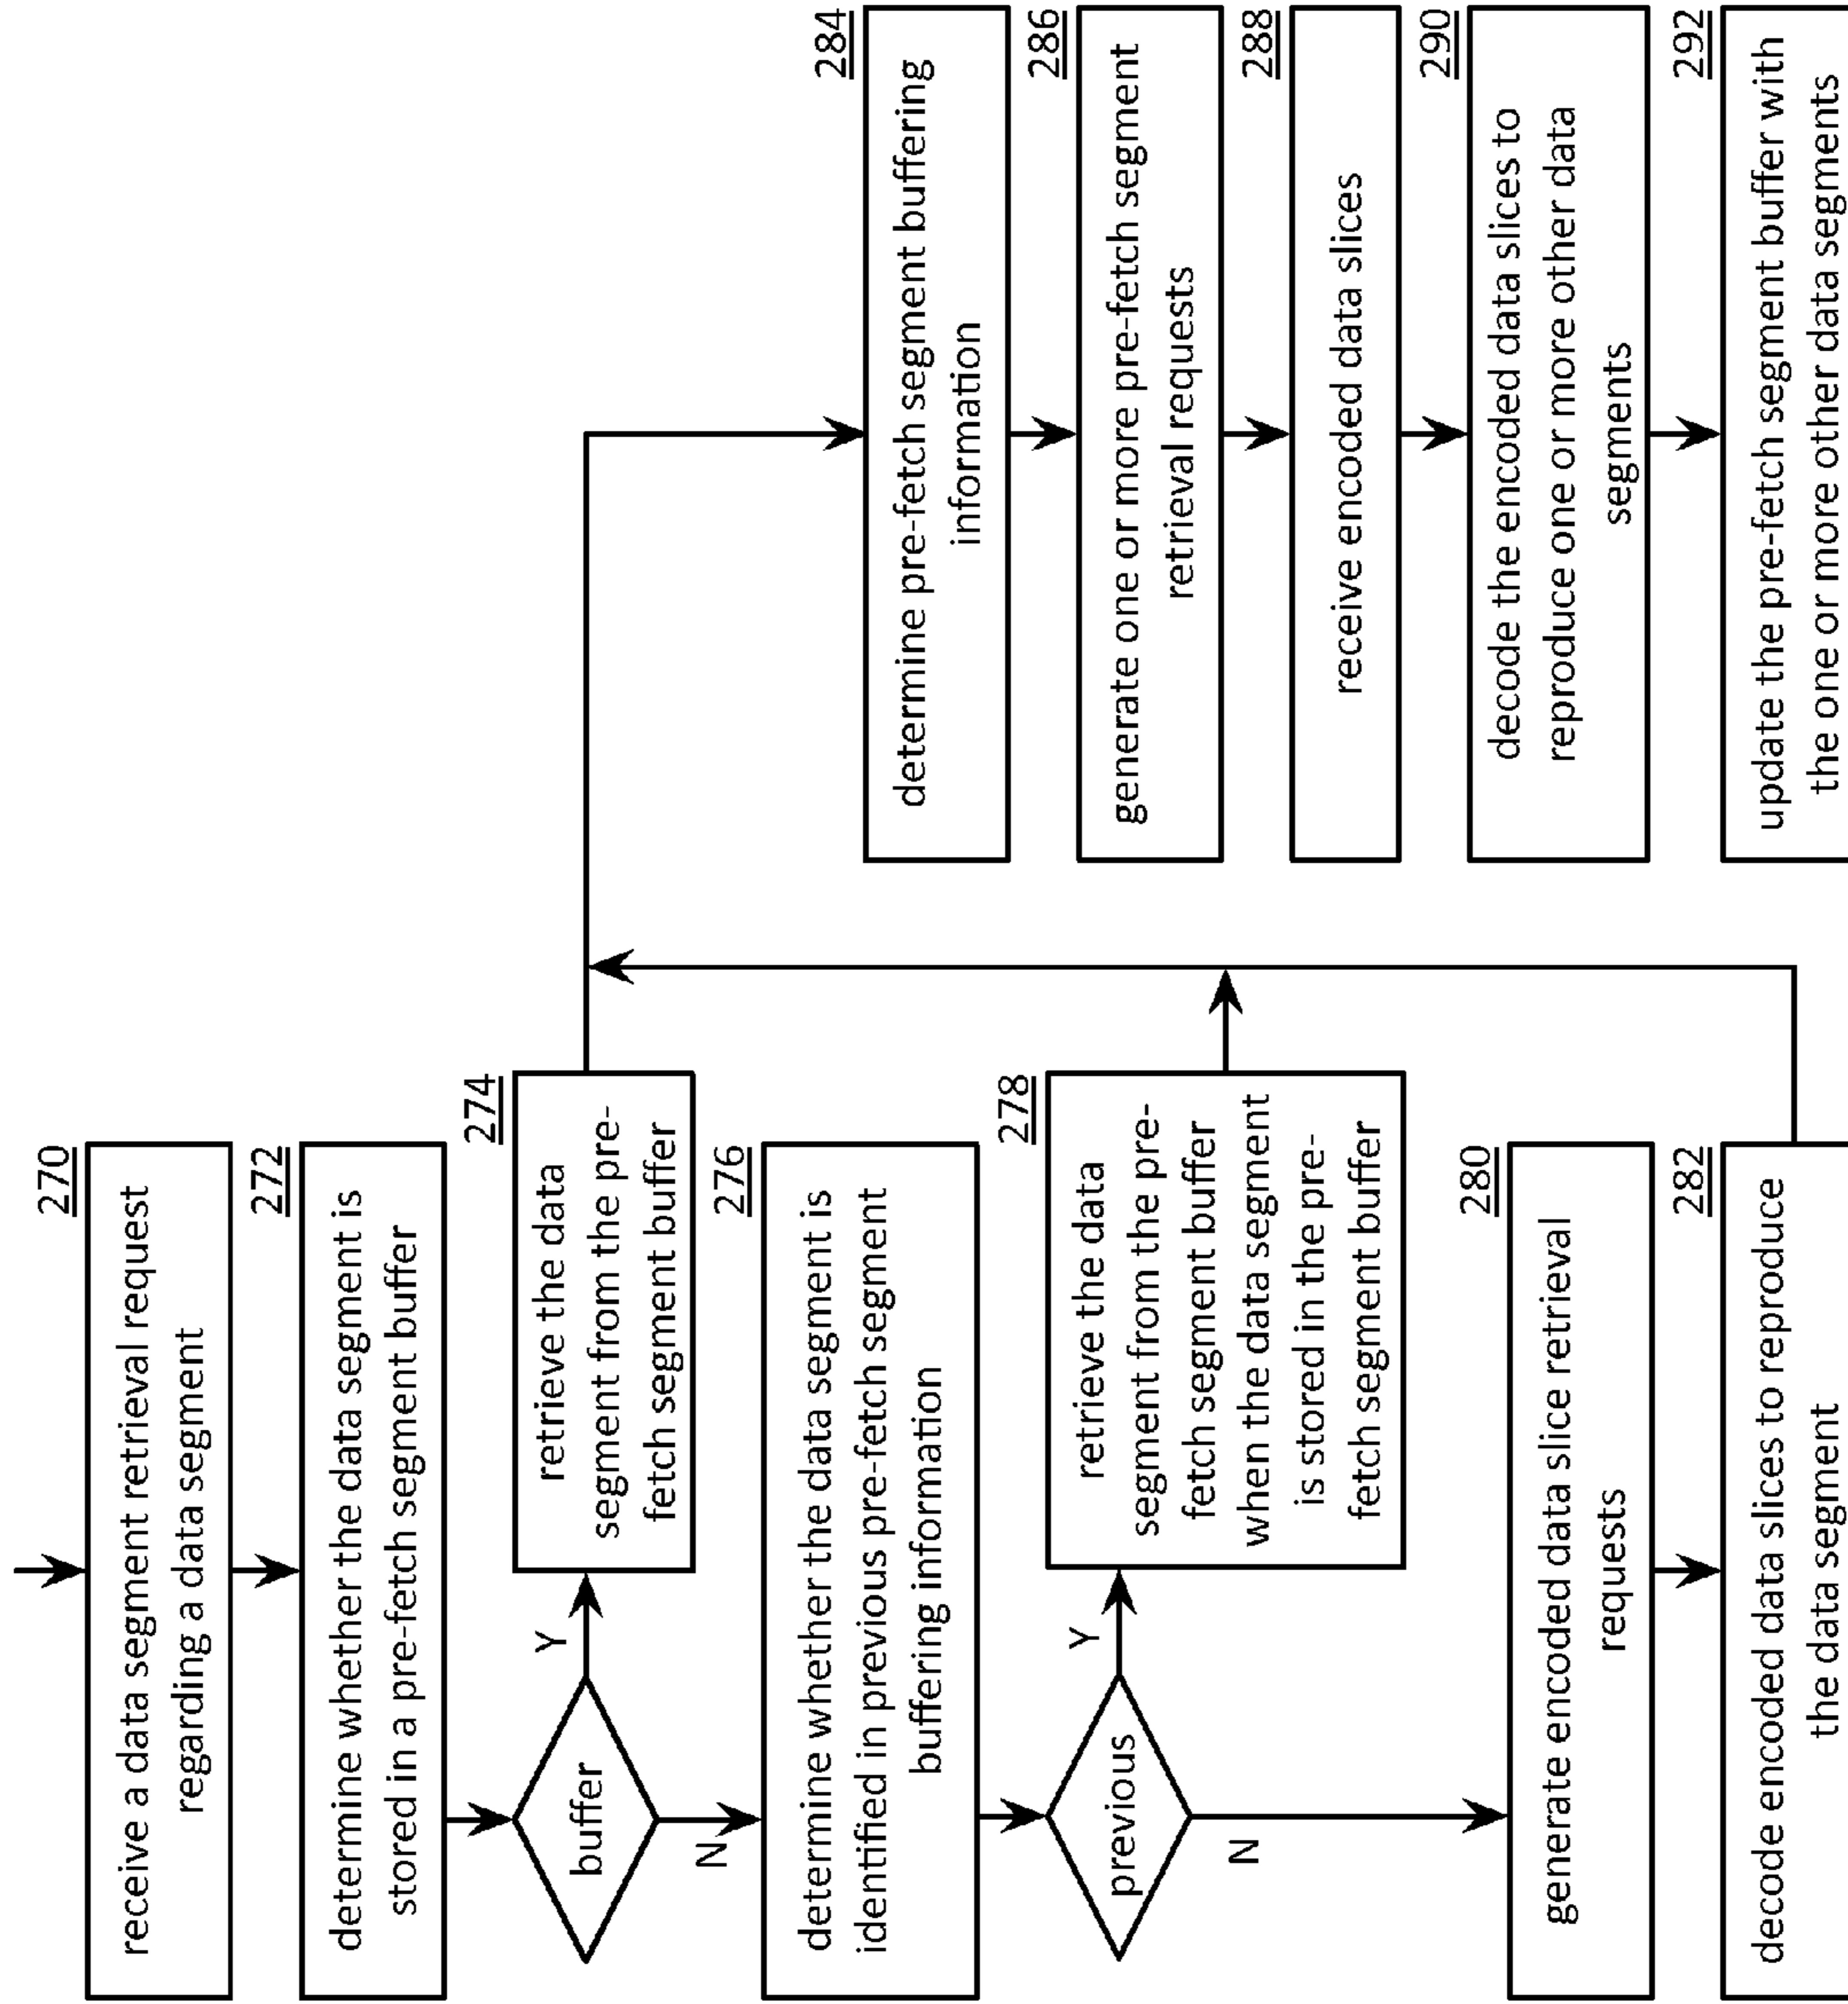 270
receive a data segment retrieval request
regarding a data segment
272
determine whether the data segment is
stored in a pre-fetch segment buffer
buffer
Y
N
274
retrieve the data
segment from the pre-
fetch segment buffer
276
determine whether the data segment is
identified in previous pre-fetch segment
buffering information
previous
Y
N
278
retrieve the data
segment from the pre-
fetch segment buffer
when the data segment
is stored in the pre-
fetch segment buffer
280
generate encoded data slice retrieval
requests
282
decode encoded data slices to reproduce
the data segment
284
determine pre-fetch segment buffering
information
286
generate one or more pre-fetch segment
retrieval requests
288
receive encoded data slices
290
decode the encoded data slices to
reproduce one or more other data
segments
292
update the pre-fetch segment buffer with
the one or more other data segments